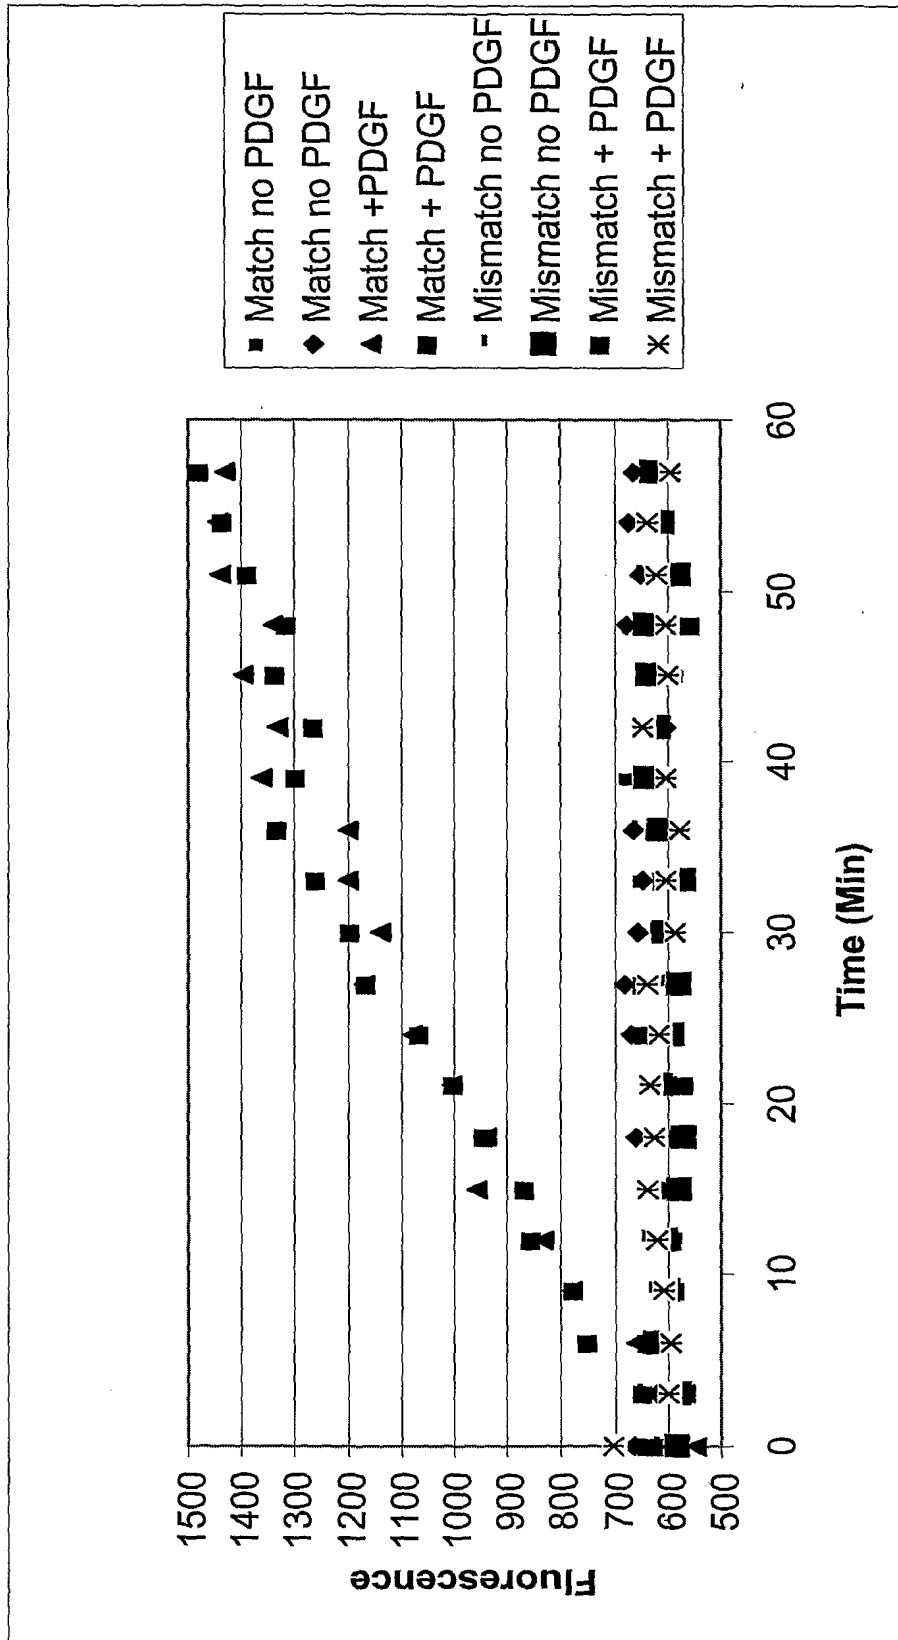 1500
1400
1300
1200
1100
1000
900
800
700
600
500
Fluorescence
0
10
20
30
40
50
60
Time (Min)
Match no PDGF
Match no PDGF
Match +PDGF
Match + PDGF
Mismatch no PDGF
Mismatch no PDGF
Mismatch + PDGF
Mismatch + PDGF